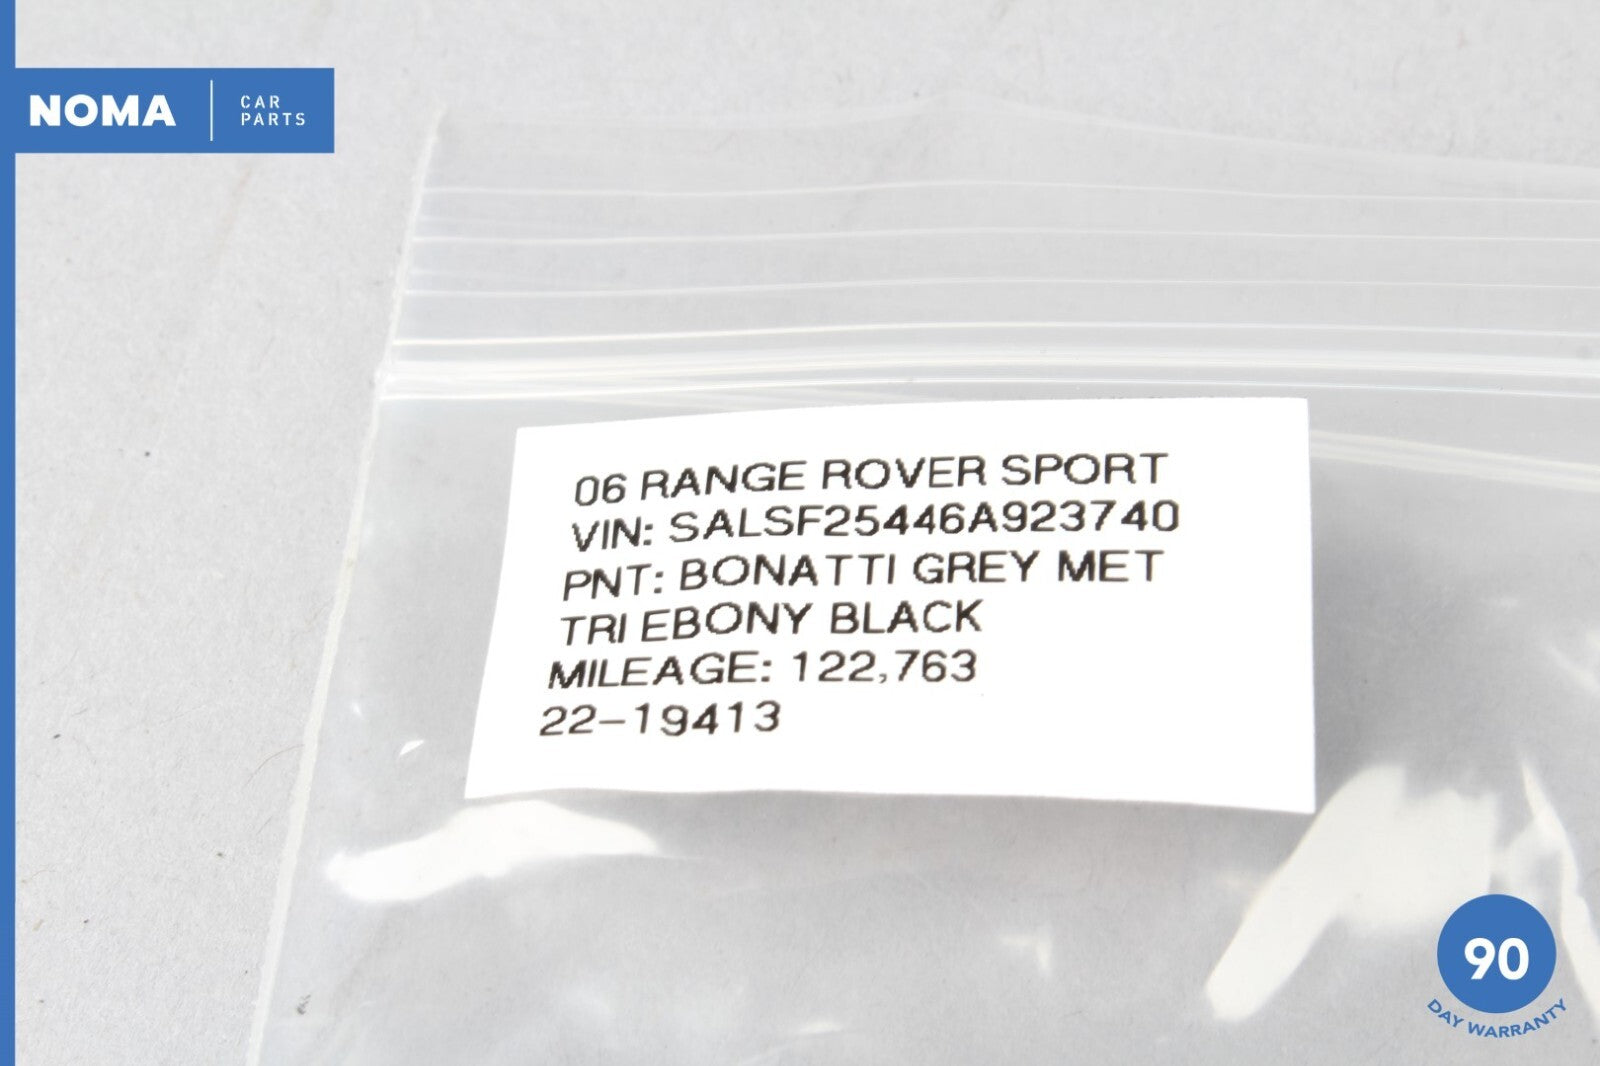 NOMA
CAR
PARTS
06 RANGE ROVER SPORT
VIN: SALSF25446A923740
PNT: BONATTI GREY MET
TRI EBONY BLACK
MILEAGE: 122,763
22-19413
90
DAY WARRANTY